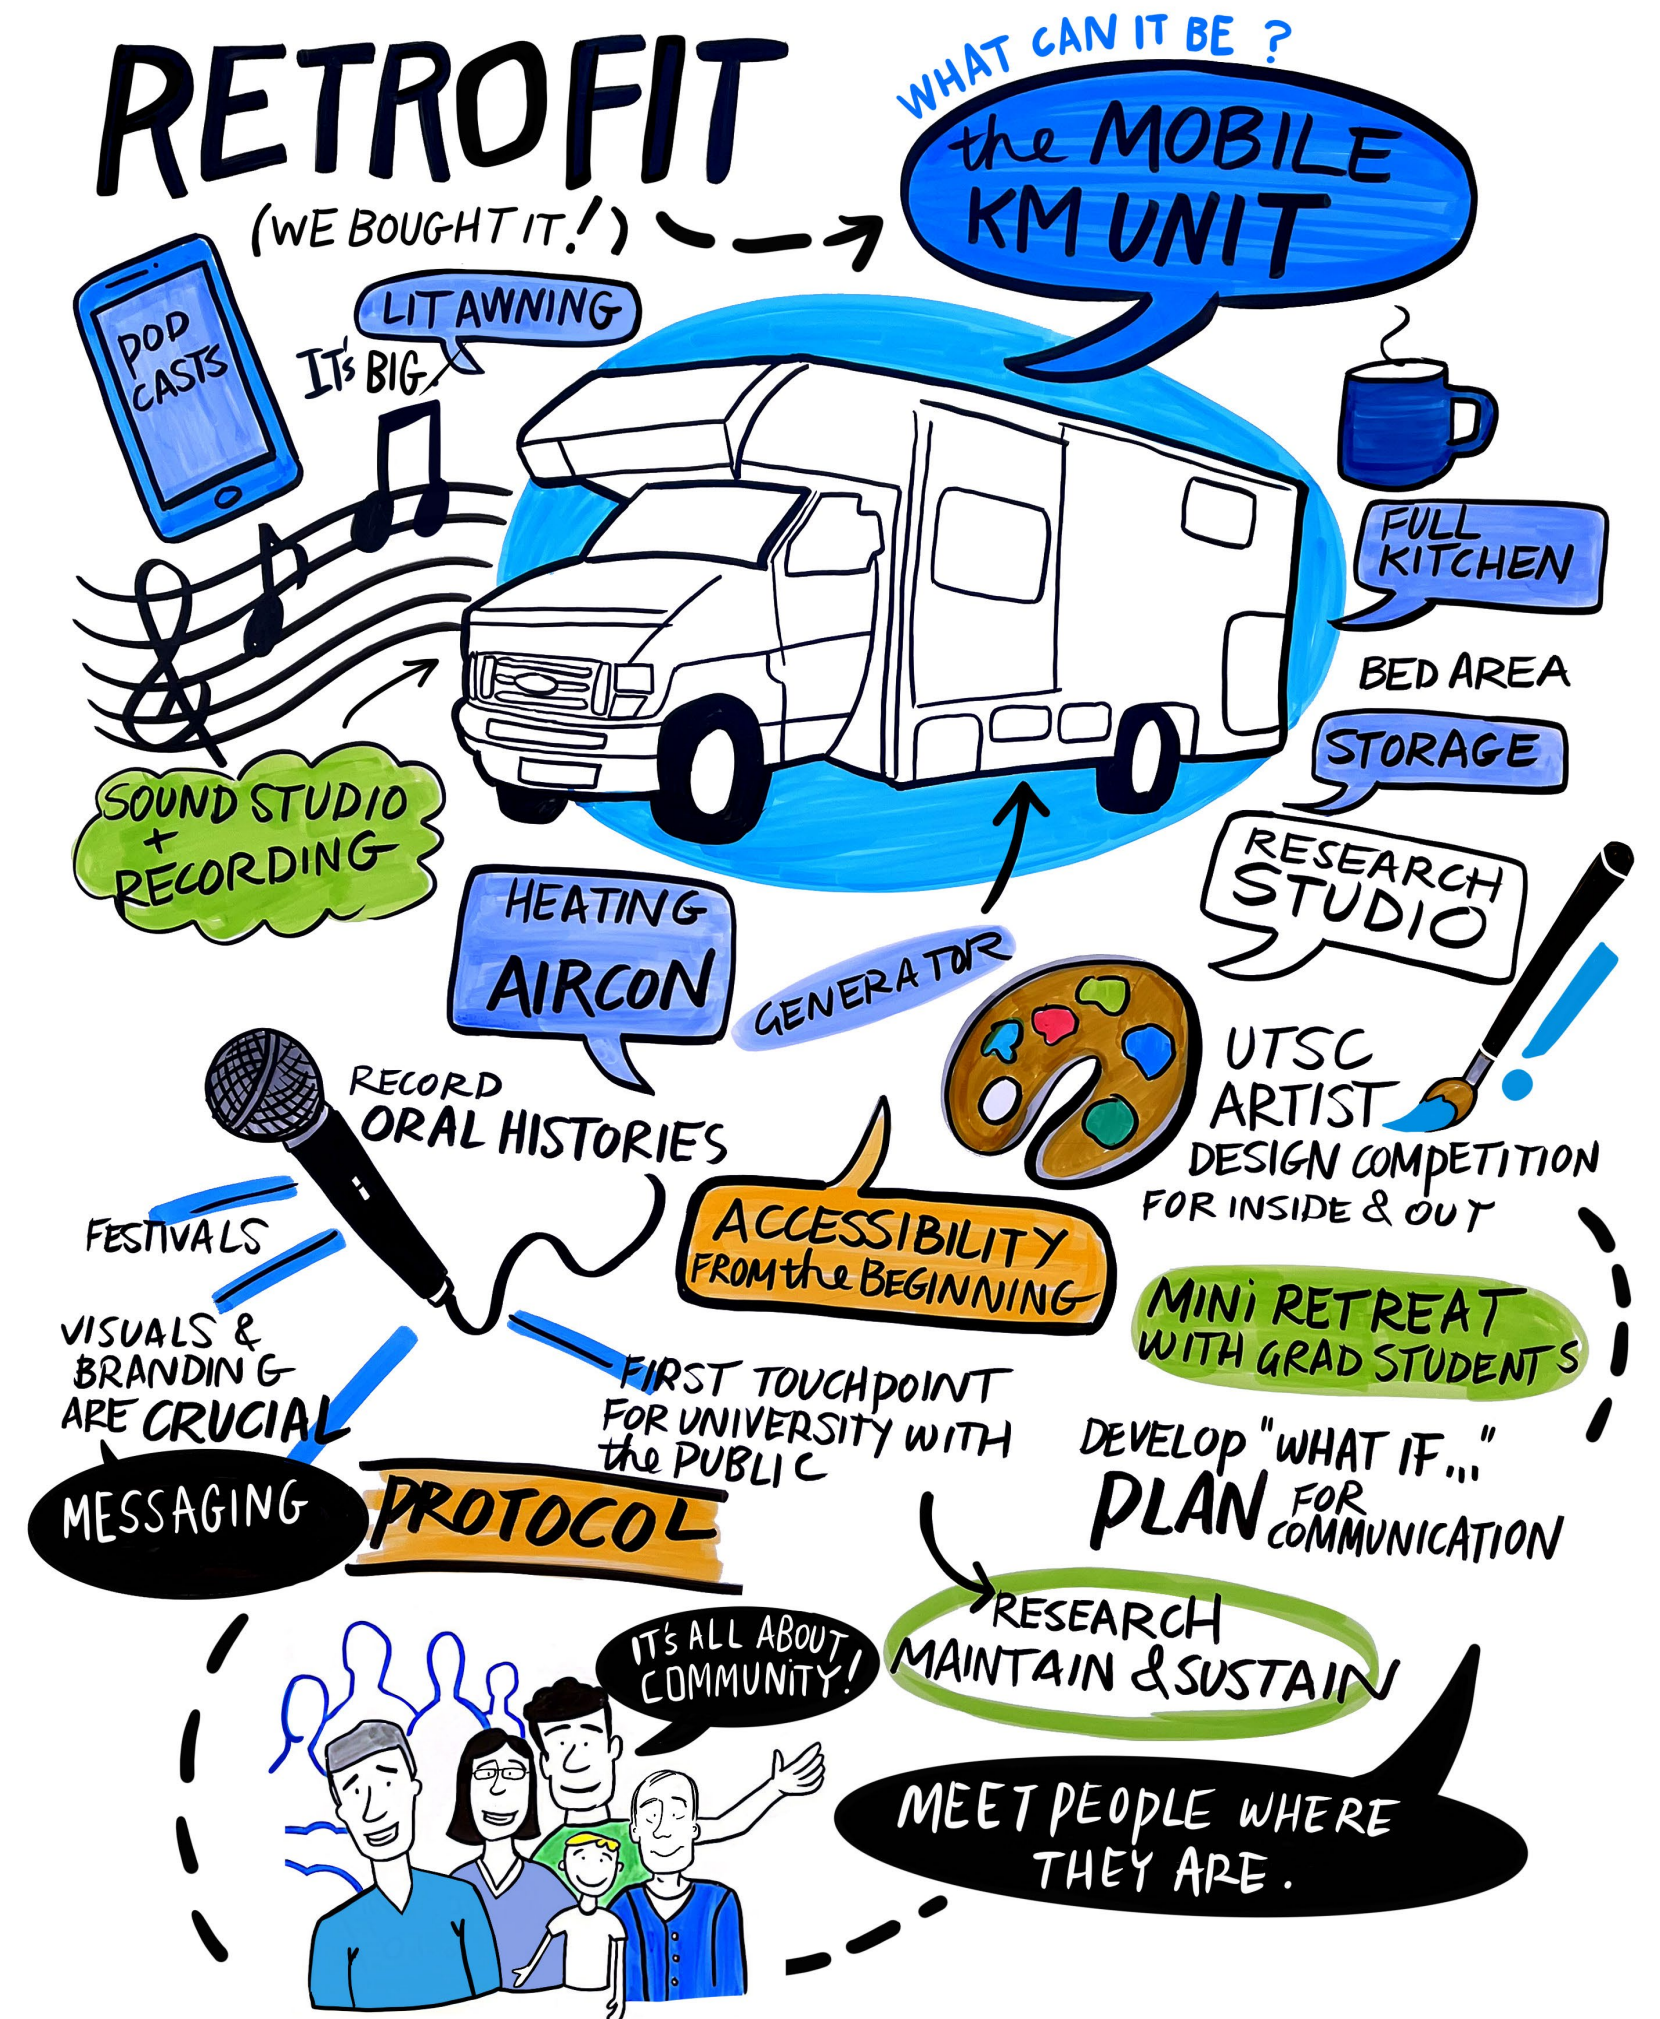 RETROFIT
(WE BOUGHT IT!)
WHAT CAN IT BE ?
the MOBILE
KM UNIT
POD
CASTS
LIT AWNING
IT'S BIG.
FULL
KITCHEN
BED AREA
STORAGE
RESEARCH
STUDIO
SOUND STUDIO
+
RECORDING
HEATING
AIRCON
GENERATOR
RECORD
ORAL HISTORIES
UTSC
ARTIST
DESIGN COMPETITION
FOR INSIDE & OUT
FESTIVALS
ACCESSIBILITY
FROM the BEGINNING
MINI RETREAT
WITH GRAD STUDENTS
VISUALS &
BRANDING
ARE CRUCIAL
FIRST TOUCHPOINT
FOR UNIVERSITY WITH
the PUBLIC
DEVELOP "WHAT IF..."
PLAN FOR
COMMUNICATION
MESSAGING
PROTOCOL
RESEARCH
MAINTAIN & SUSTAIN
IT'S ALL ABOUT
COMMUNITY!
MEET PEOPLE WHERE
THEY ARE.